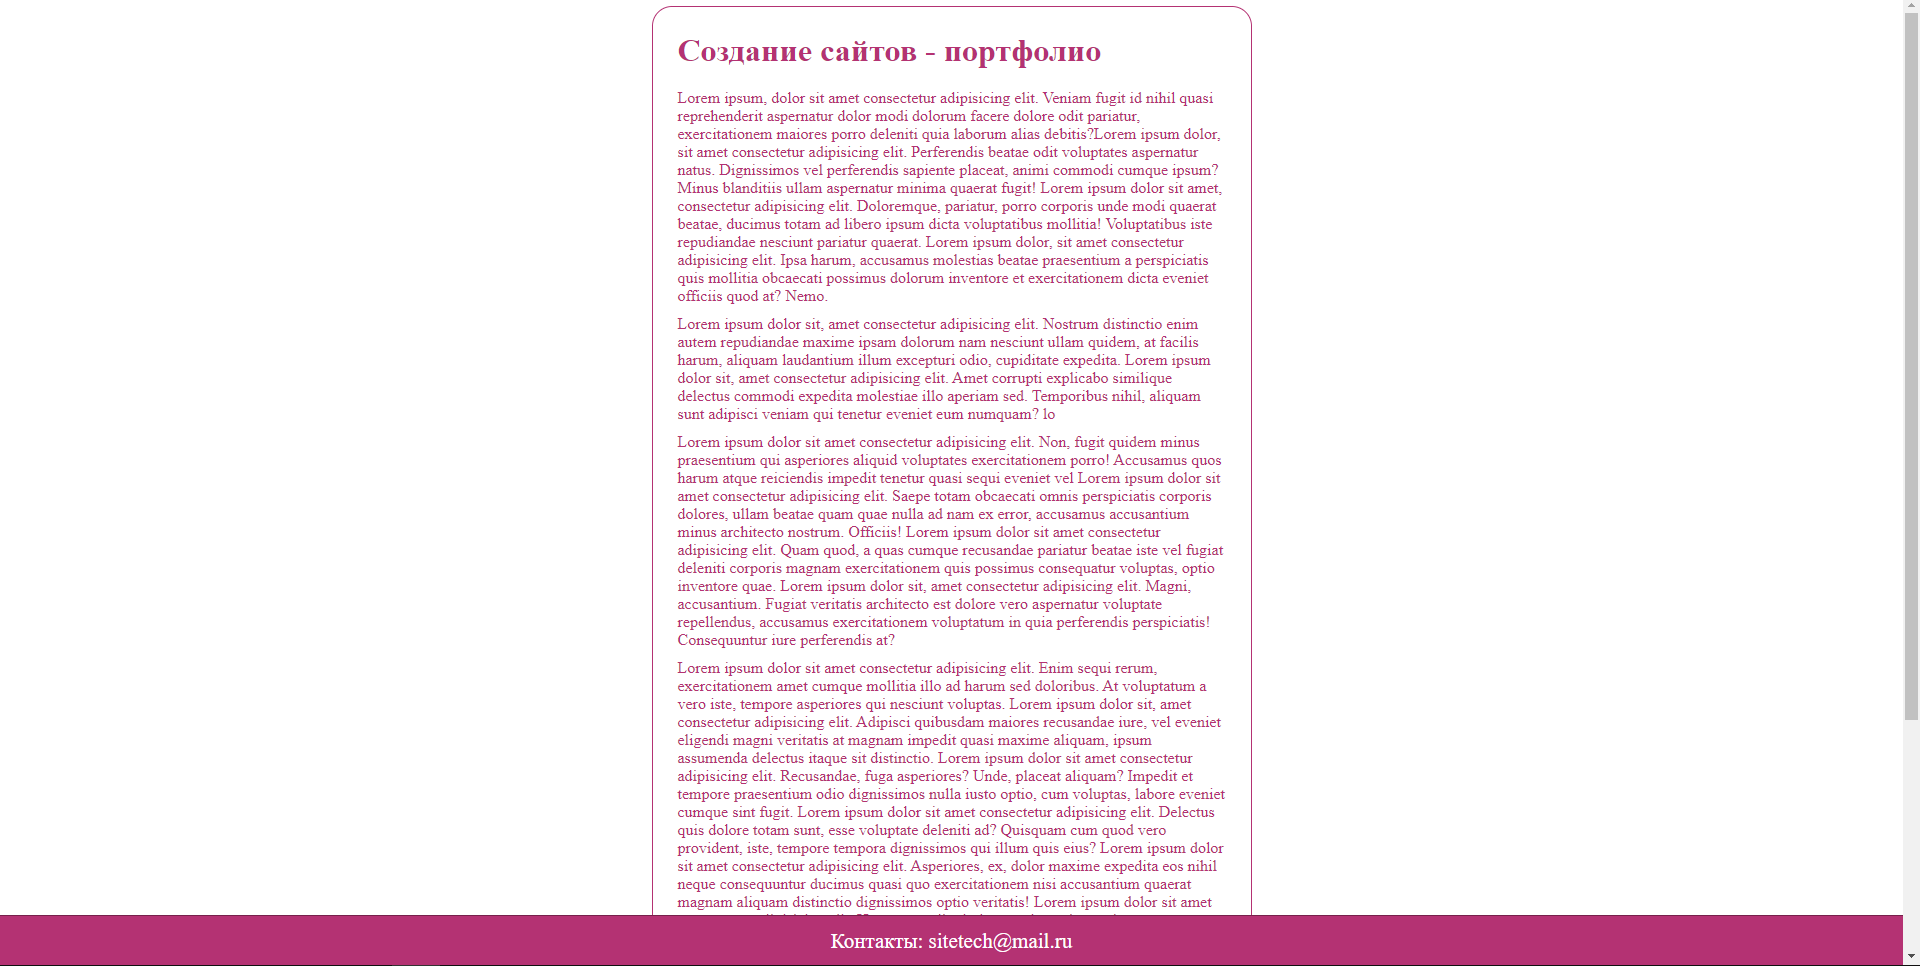 Создание сайтов - портфолио
Lorem ipsum, dolor sit amet consectetur adipisicing elit. Veniam fugit id nihil quasi
reprehenderit aspernatur dolor modi dolorum facere dolore odit pariatur,
exercitationem maiores porro deleniti quia laborum alias debitis?Lorem ipsum dolor,
sit amet consectetur adipisicing elit. Perferendis beatae odit voluptates aspernatur
natus. Dignissimos vel perferendis sapiente placeat, animi commodi cumque ipsum?
Minus blanditiis ullam aspernatur minima quaerat fugit! Lorem ipsum dolor sit amet,
consectetur adipisicing elit. Doloremque, pariatur, porro corporis unde modi quaerat
beatae, ducimus totam ad libero ipsum dicta voluptatibus mollitia! Voluptatibus iste
repudiandae nesciunt pariatur quaerat. Lorem ipsum dolor, sit amet consectetur
adipisicing elit. Ipsa harum, accusamus molestias beatae praesentium a perspiciatis
quis mollitia obcaecati possimus dolorum inventore et exercitationem dicta eveniet
officiis quod at? Nemo.
Lorem ipsum dolor sit, amet consectetur adipisicing elit. Nostrum distinctio enim
autem repudiandae maxime ipsam dolorum nam nesciunt ullam quidem, at facilis
harum, aliquam laudantium illum excepturi odio, cupiditate expedita. Lorem ipsum
dolor sit, amet consectetur adipisicing elit. Amet corrupti explicabo similique
delectus commodi expedita molestiae illo aperiam sed. Temporibus nihil, aliquam
sunt adipisci veniam qui tenetur eveniet eum numquam? lo
Lorem ipsum dolor sit amet consectetur adipisicing elit. Non, fugit quidem minus
praesentium qui asperiores aliquid voluptates exercitationem porro! Accusamus quos
harum atque reiciendis impedit tenetur quasi sequi eveniet vel Lorem ipsum dolor sit
amet consectetur adipisicing elit. Saepe totam obcaecati omnis perspiciatis corporis
dolores, ullam beatae quam quae nulla ad nam ex error, accusamus accusantium
minus architecto nostrum. Officiis! Lorem ipsum dolor sit amet consectetur
adipisicing elit. Quam quod, a quas cumque recusandae pariatur beatae iste vel fugiat
deleniti corporis magnam exercitationem quis possimus consequatur voluptas, optio
inventore quae. Lorem ipsum dolor sit, amet consectetur adipisicing elit. Magni,
accusantium. Fugiat veritatis architecto est dolore vero aspernatur voluptate
repellendus, accusamus exercitationem voluptatum in quia perferendis perspiciatis!
Consequuntur iure perferendis at?
Lorem ipsum dolor sit amet consectetur adipisicing elit. Enim sequi rerum,
exercitationem amet cumque mollitia illo ad harum sed doloribus. At voluptatum a
vero iste, tempore asperiores qui nesciunt voluptas. Lorem ipsum dolor sit, amet
consectetur adipisicing elit. Adipisci quibusdam maiores recusandae iure, vel eveniet
eligendi magni veritatis at magnam impedit quasi maxime aliquam, ipsum
assumenda delectus itaque sit distinctio. Lorem ipsum dolor sit amet consectetur
adipisicing elit. Recusandae, fuga asperiores? Unde, placeat aliquam? Impedit et
tempore praesentium odio dignissimos nulla iusto optio, cum voluptas, labore eveniet
cumque sint fugit. Lorem ipsum dolor sit amet consectetur adipisicing elit. Delectus
quis dolore totam sunt, esse voluptate deleniti ad? Quisquam cum quod vero
provident, iste, tempore tempora dignissimos qui illum quis eius? Lorem ipsum dolor
sit amet consectetur adipisicing elit. Asperiores, ex, dolor maxime expedita eos nihil
neque consequuntur ducimus quasi quo exercitationem nisi accusantium quaerat
magnam aliquam distinctio dignissimos optio veritatis! Lorem ipsum dolor sit amet
Контакты: sitetech@mail.ru